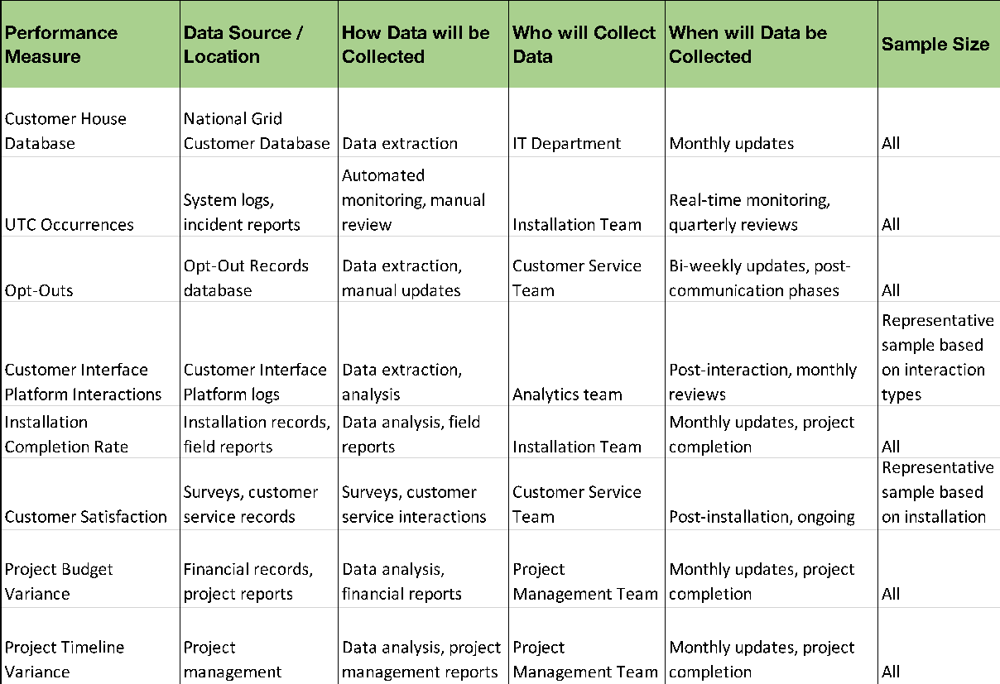 Performance Measure
Data Source / Location
How Data will be Collected
Who will Collect Data
When will Data be Collected
Sample Size
Customer House Database
National Grid Customer Database
Data extraction
IT Department
Monthly updates
All
UTC Occurrences
System logs, incident reports
Automated monitoring, manual review
Installation Team
Real-time monitoring, quarterly reviews
All
Opt-Outs
Opt-Out Records database
Data extraction, manual updates
Customer Service Team
Bi-weekly updates, post-communication phases
All
Customer Interface Platform Interactions
Customer Interface Platform logs
Data extraction, analysis
Analytics team
Post-interaction, monthly reviews
Representative sample based on interaction types
Installation Completion Rate
Installation records, field reports
Data analysis, field reports
Installation Team
Monthly updates, project completion
All
Customer Satisfaction
Surveys, customer service records
Surveys, customer service interactions
Customer Service Team
Post-installation, ongoing
Representative sample based on installation
Project Budget Variance
Financial records, project reports
Data analysis, financial reports
Project Management Team
Monthly updates, project completion
All
Project Timeline Variance
Project management
Data analysis, project management reports
Project Management Team
Monthly updates, project completion
All